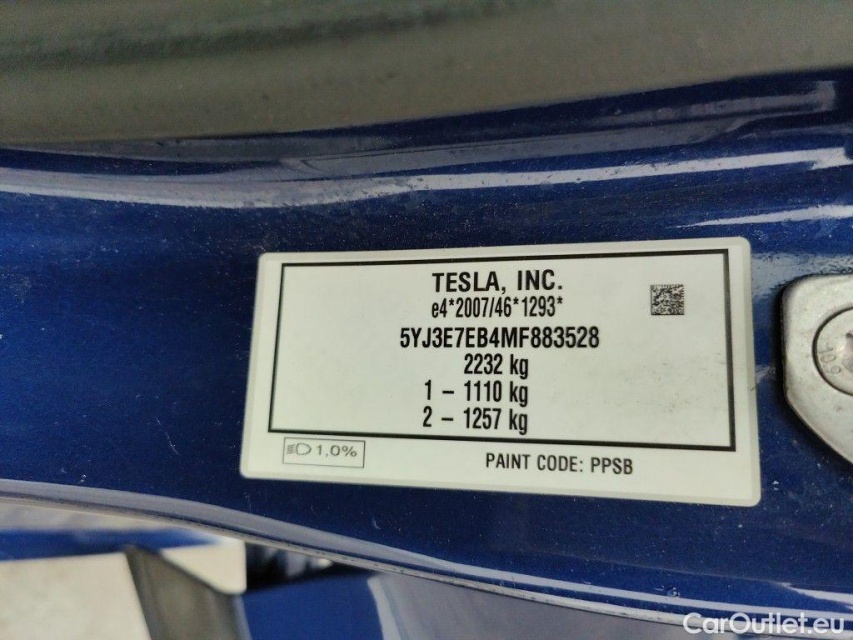 TESLA, INC.
e4*2007/46*1293*
5YJ3E7EB4MF883528
2232 kg
1 – 1110 kg
2 – 1257 kg
1,0%
PAINT CODE: PPSB
CarOutlet.eu